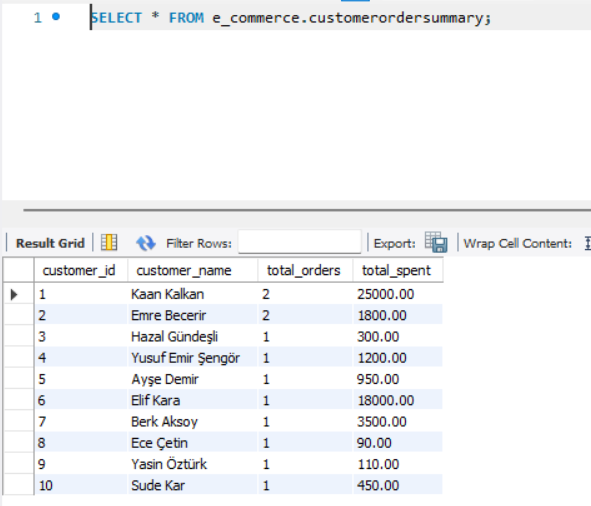 1 SELECT * FROM e_commerce.customerordersummary;
Result Grid Filter Rows: Export: Wrap Cell Content:
customer_id customer_name total_orders total_spent
1 Kaan Kalkan 2 25000.00
2 Emre Becerir 2 1800.00
3 Hazal Gündeşli 1 300.00
4 Yusuf Emir Şengör 1 1200.00
5 Ayşe Demir 1 950.00
6 Elif Kara 1 18000.00
7 Berk Aksoy 1 3500.00
8 Ece Çetin 1 90.00
9 Yasin Öztürk 1 110.00
10 Sude Kar 1 450.00